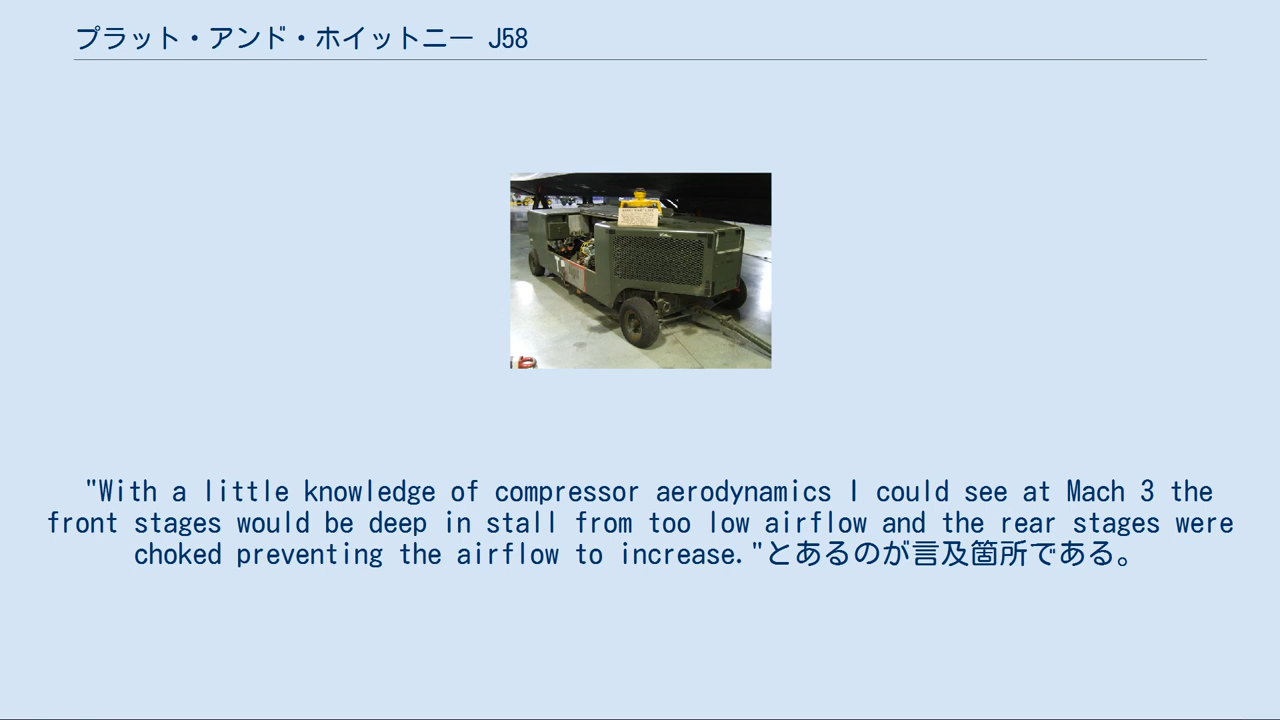 プラット・アンド・ホイットニー J58
"With a little knowledge of compressor aerodynamics I could see at Mach 3 the
front stages would be deep in stall from too low airflow and the rear stages were
choked preventing the airflow to increase."とあるのが言及箇所である。